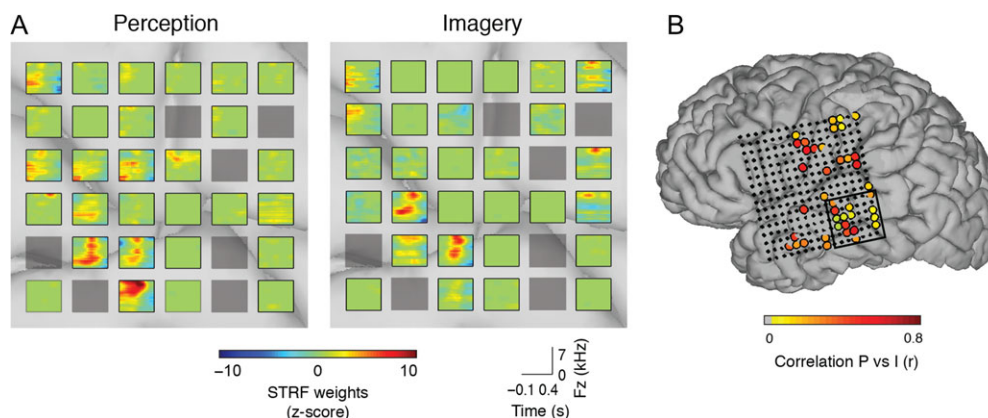 A
Perception
Imagery
B
−10
0
10
STRF weights
(z-score)
7
0
Fz (kHz)
−0.1 0.4
Time (s)
0
0.8
Correlation P vs I (r)